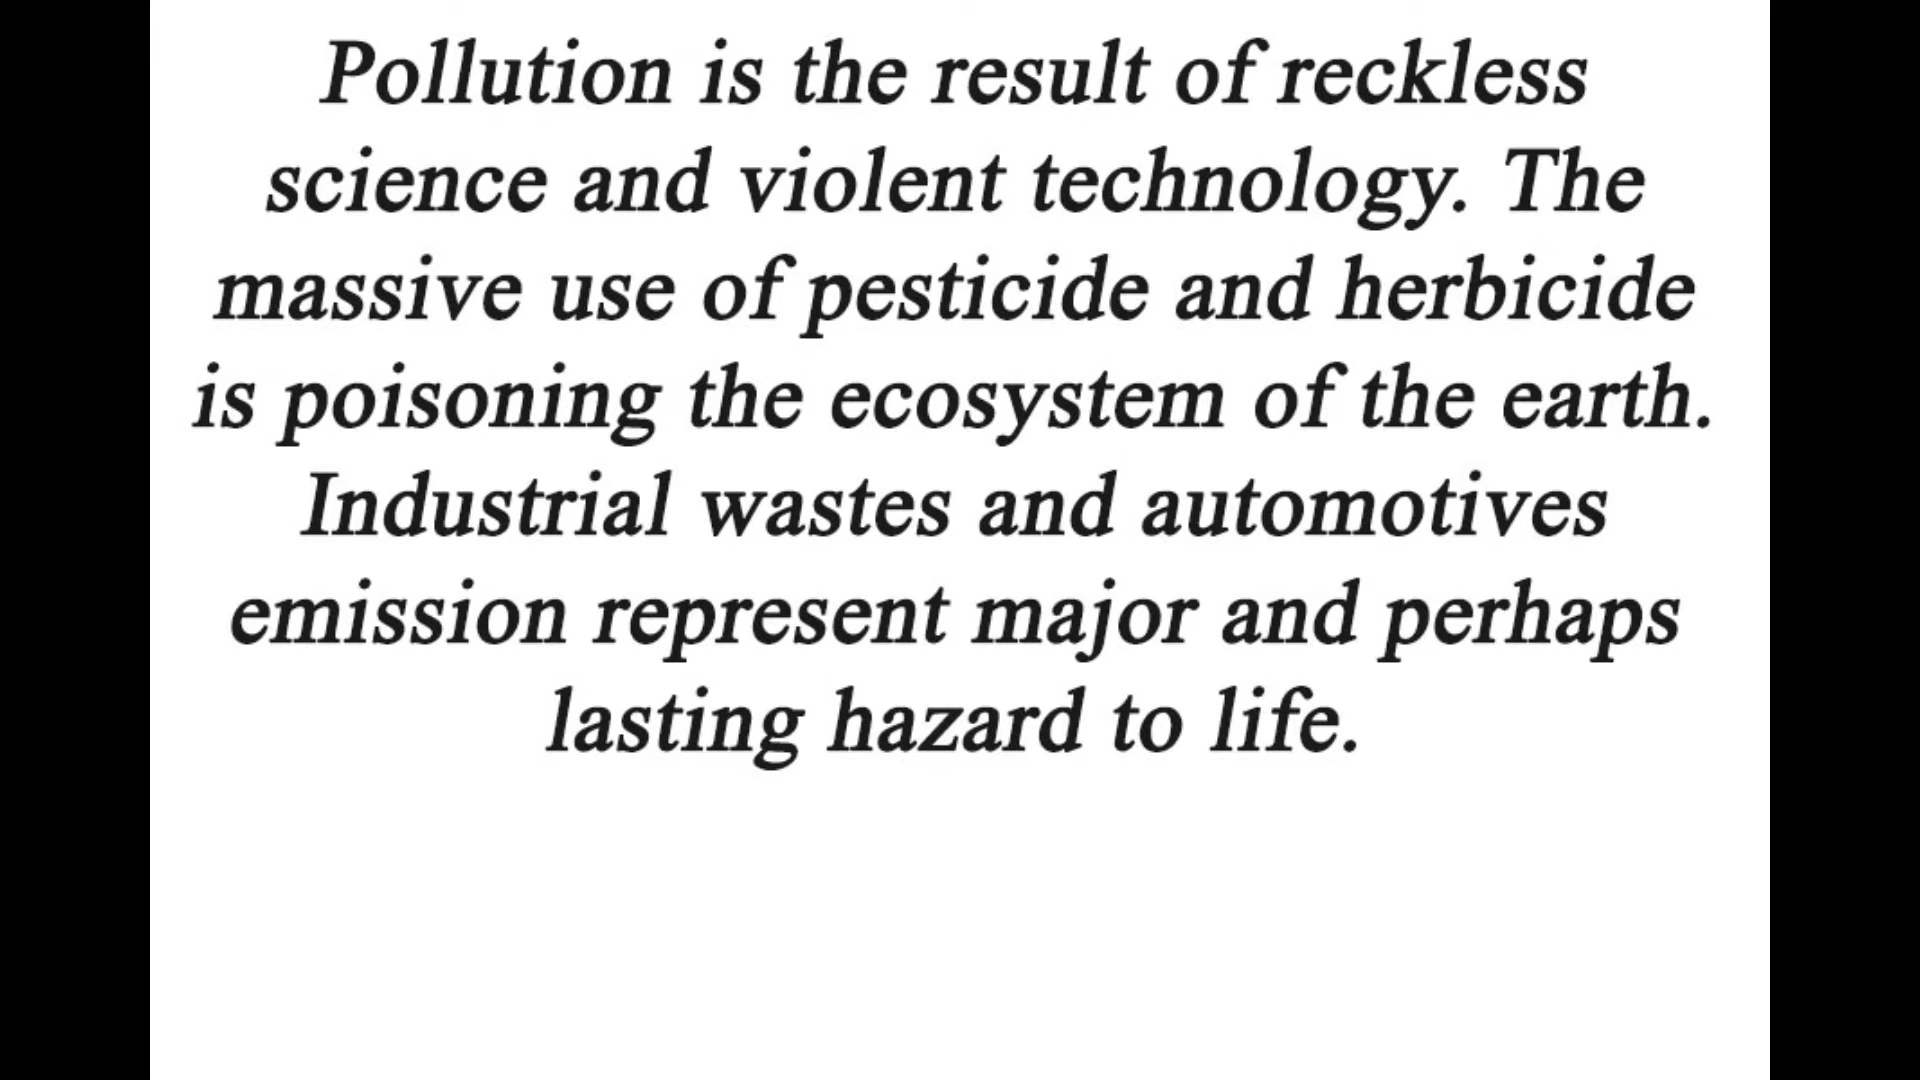 Pollution is the result of reckless
science and violent technology. The
massive use of pesticide and herbicide
is poisoning the ecosystem of the earth.
Industrial wastes and automotives
emission represent major and perhaps
lasting hazard to life.